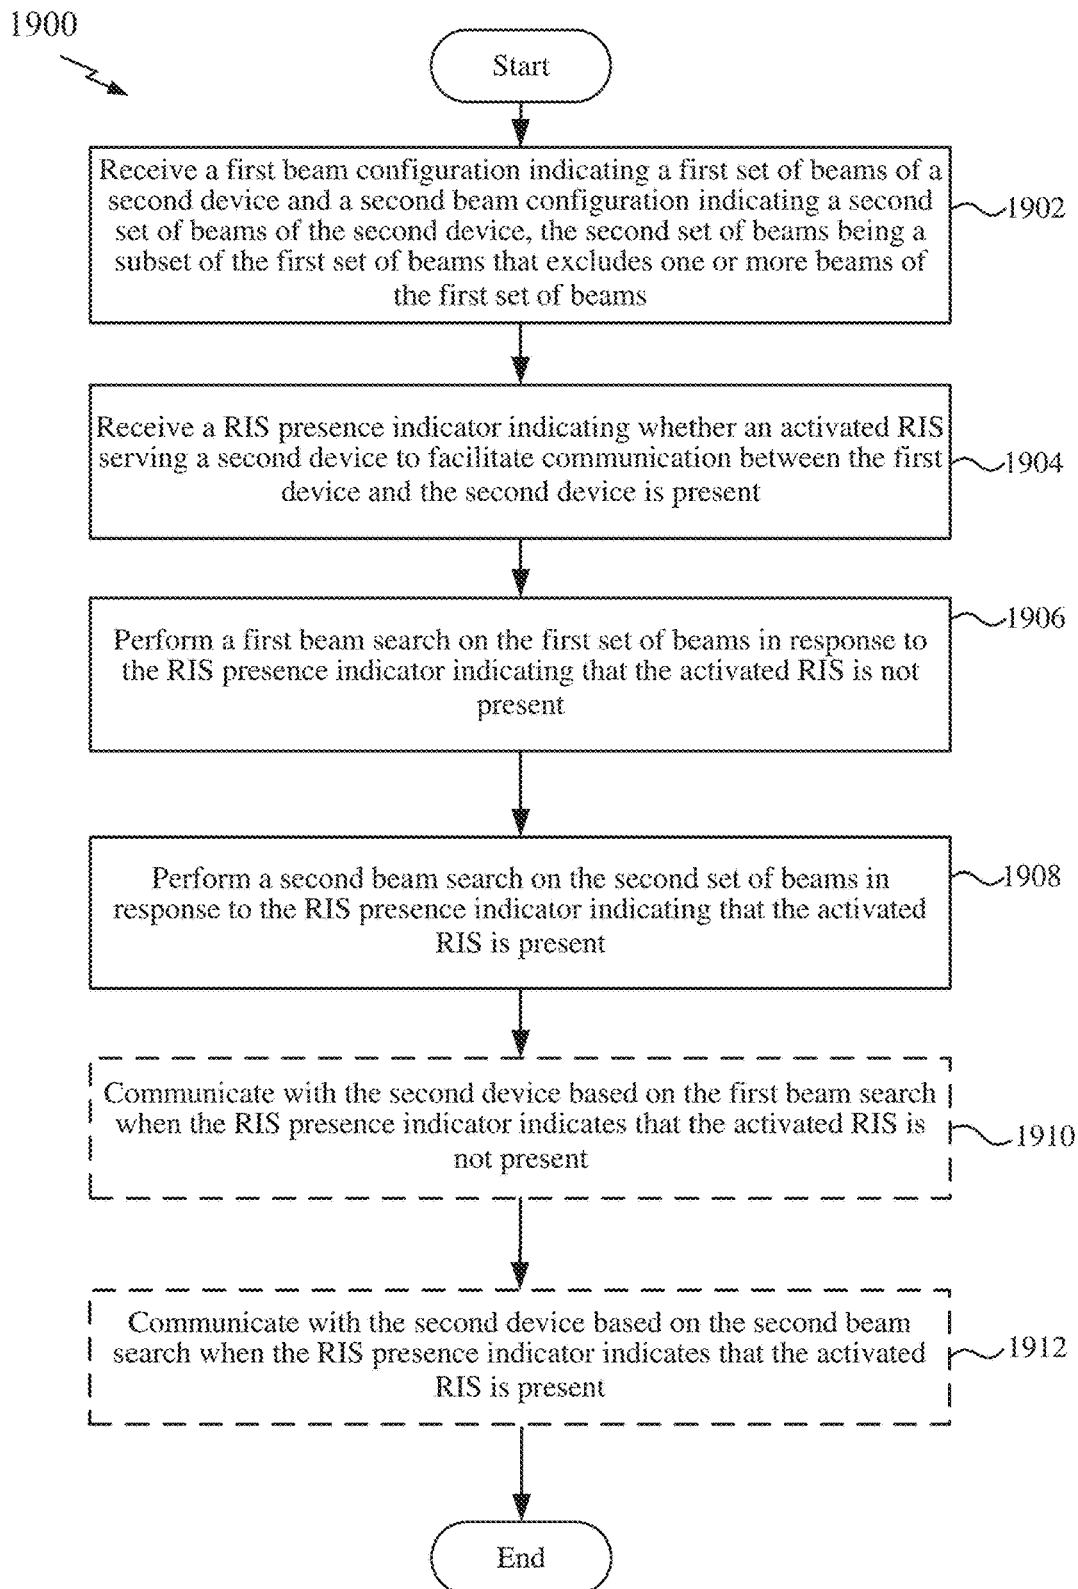 1900
Start
Receive a first beam configuration indicating a first set of beams of a
second device and a second beam configuration indicating a second
set of beams of the second device, the second set of beams being a
subset of the first set of beams that excludes one or more beams of
the first set of beams
1902
Receive a RIS presence indicator indicating whether an activated RIS
serving a second device to facilitate communication between the first
device and the second device is present
1904
Perform a first beam search on the first set of beams in response to
the RIS presence indicator indicating that the activated RIS is not
present
1906
Perform a second beam search on the second set of beams in
response to the RIS presence indicator indicating that the activated
RIS is present
1908
Communicate with the second device based on the first beam search
when the RIS presence indicator indicates that the activated RIS is
not present
1910
Communicate with the second device based on the second beam
search when the RIS presence indicator indicates that the activated
RIS is present
1912
End